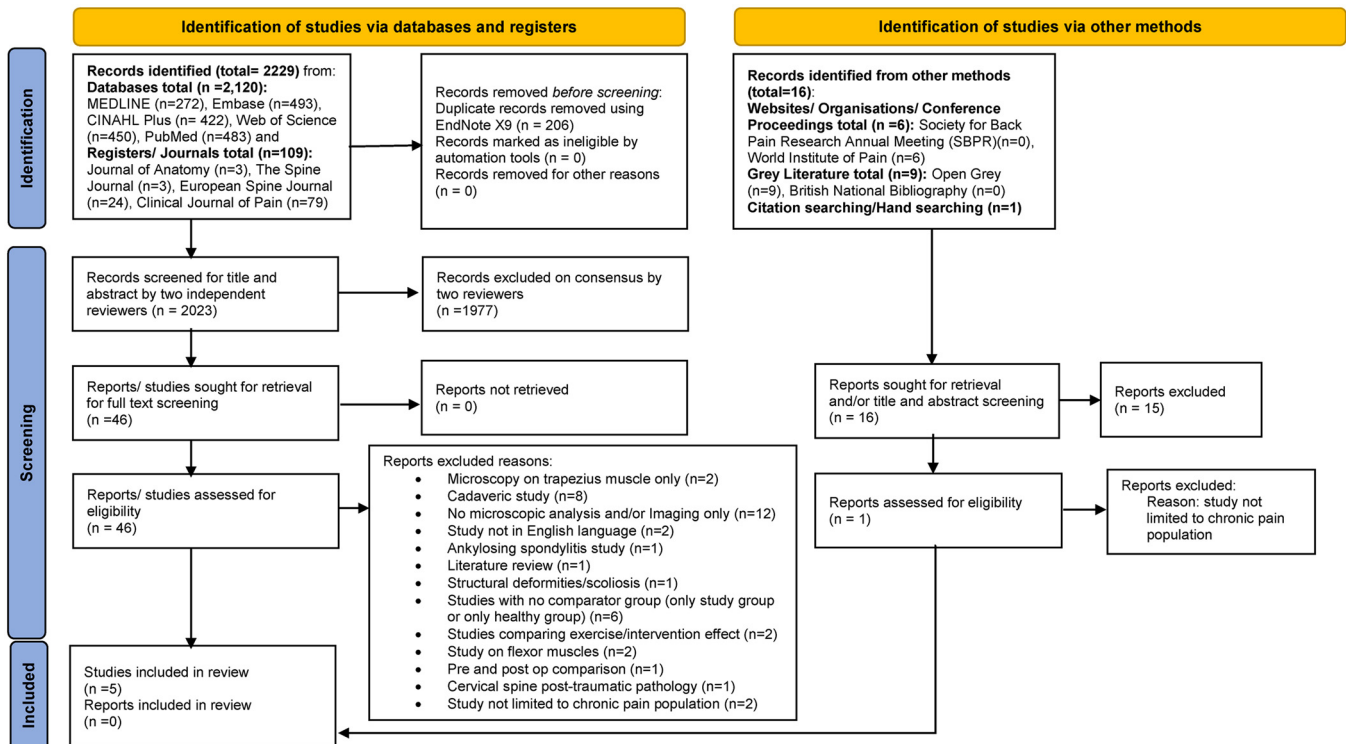 Identification of studies via databases and registers
Identification of studies via other methods
Identification
Records identified (total= 2229) from:
Databases total (n =2,120):
MEDLINE (n=272), Embase (n=493),
CINAHL Plus (n= 422), Web of Science
(n=450), PubMed (n=483) and
Registers/ Journals total (n=109):
Journal of Anatomy (n=3), The Spine
Journal (n=3), European Spine Journal
(n=24), Clinical Journal of Pain (n=79)
Records removed before screening:
Duplicate records removed using
EndNote X9 (n = 206)
Records marked as ineligible by
automation tools (n = 0)
Records removed for other reasons
(n = 0)
Records identified from other methods
(total=16):
Websites/ Organisations/ Conference
Proceedings total (n =6): Society for Back
Pain Research Annual Meeting (SBPR)(n=0),
World Institute of Pain (n=6)
Grey Literature total (n=9): Open Grey
(n=9), British National Bibliography (n=0)
Citation searching/Hand searching (n=1)
Screening
Records screened for title and
abstract by two independent
reviewers (n = 2023)
Records excluded on consensus by
two reviewers
(n =1977)
Reports/ studies sought for retrieval
for full text screening
(n =46)
Reports not retrieved
(n = 0)
Reports sought for retrieval
and/or title and abstract screening
(n = 16)
Reports excluded
(n = 15)
Reports/ studies assessed for
eligibility
(n = 46)
Reports excluded reasons:
• Microscopy on trapezius muscle only (n=2)
• Cadaveric study (n=8)
• No microscopic analysis and/or Imaging only (n=12)
• Study not in English language (n=2)
• Ankylosing spondylitis study (n=1)
• Literature review (n=1)
• Structural deformities/scoliosis (n=1)
• Studies with no comparator group (only study group
or only healthy group) (n=6)
• Studies comparing exercise/intervention effect (n=2)
• Study on flexor muscles (n=2)
• Pre and post op comparison (n=1)
• Cervical spine post-traumatic pathology (n=1)
• Study not limited to chronic pain population (n=2)
Reports assessed for eligibility
(n = 1)
Reports excluded:
Reason: study not
limited to chronic pain
population
Included
Studies included in review
(n =5)
Reports included in review
(n =0)